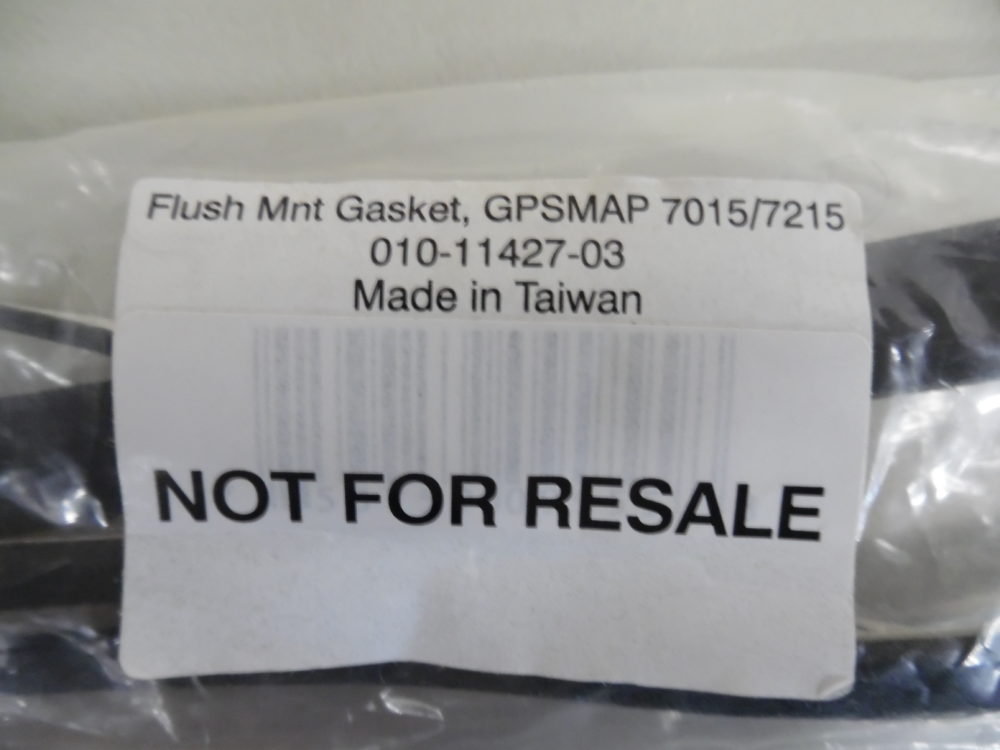 Flush Mnt Gasket, GPSMAP 7015/7215
010-11427-03
Made in Taiwan
NOT FOR RESALE